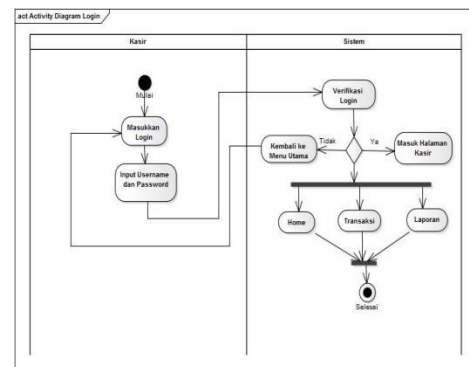 act Activity Diagram Login
Kasir
Sistem
Mulai
Masukkan
Login
Input Username
dan Password
Verifikasi
Login
Tidak
Ya
Kembali ke
Menu Utama
Masuk Halaman
Kasir
Home
Transaksi
Laporan
Selesai